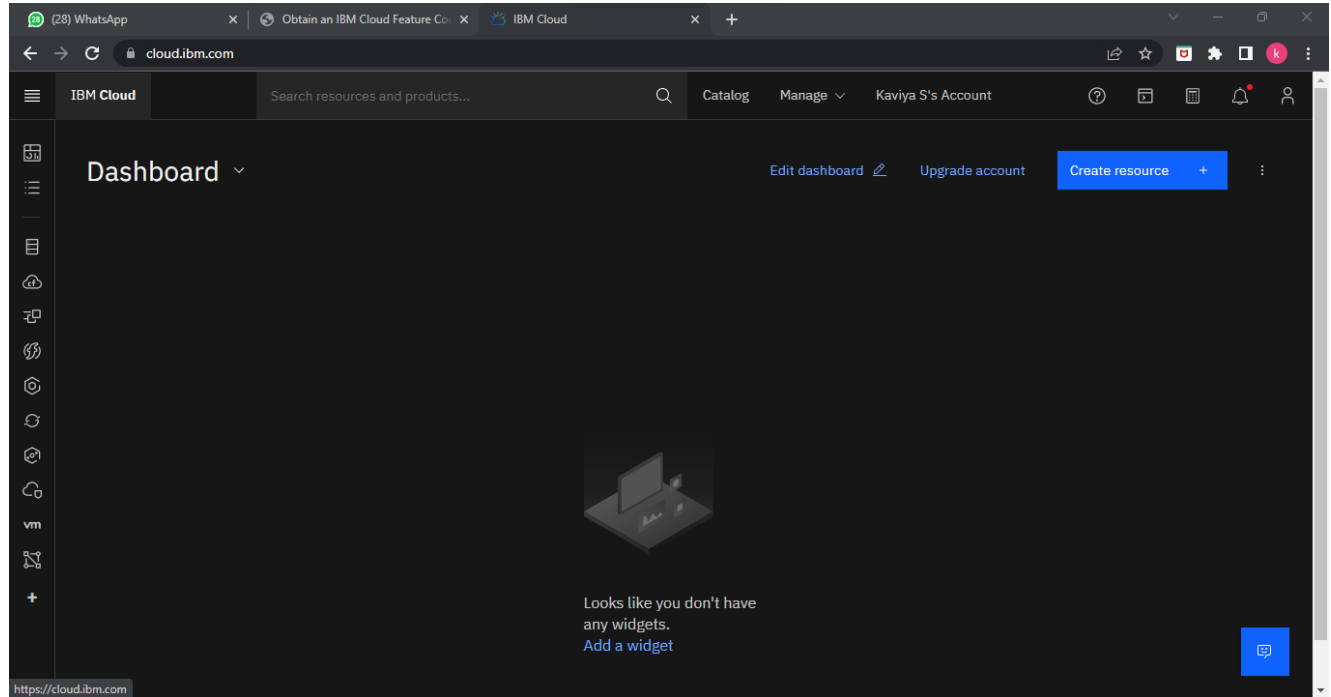 28 (28) WhatsApp Obtain an IBM Cloud Feature Co IBM Cloud
cloud.ibm.com k
IBM Cloud Search resources and products... Catalog Manage Kaviya S's Account
Dashboard Edit dashboard Upgrade account Create resource +
cf
vm
Looks like you don't have
any widgets.
Add a widget
https://cloud.ibm.com